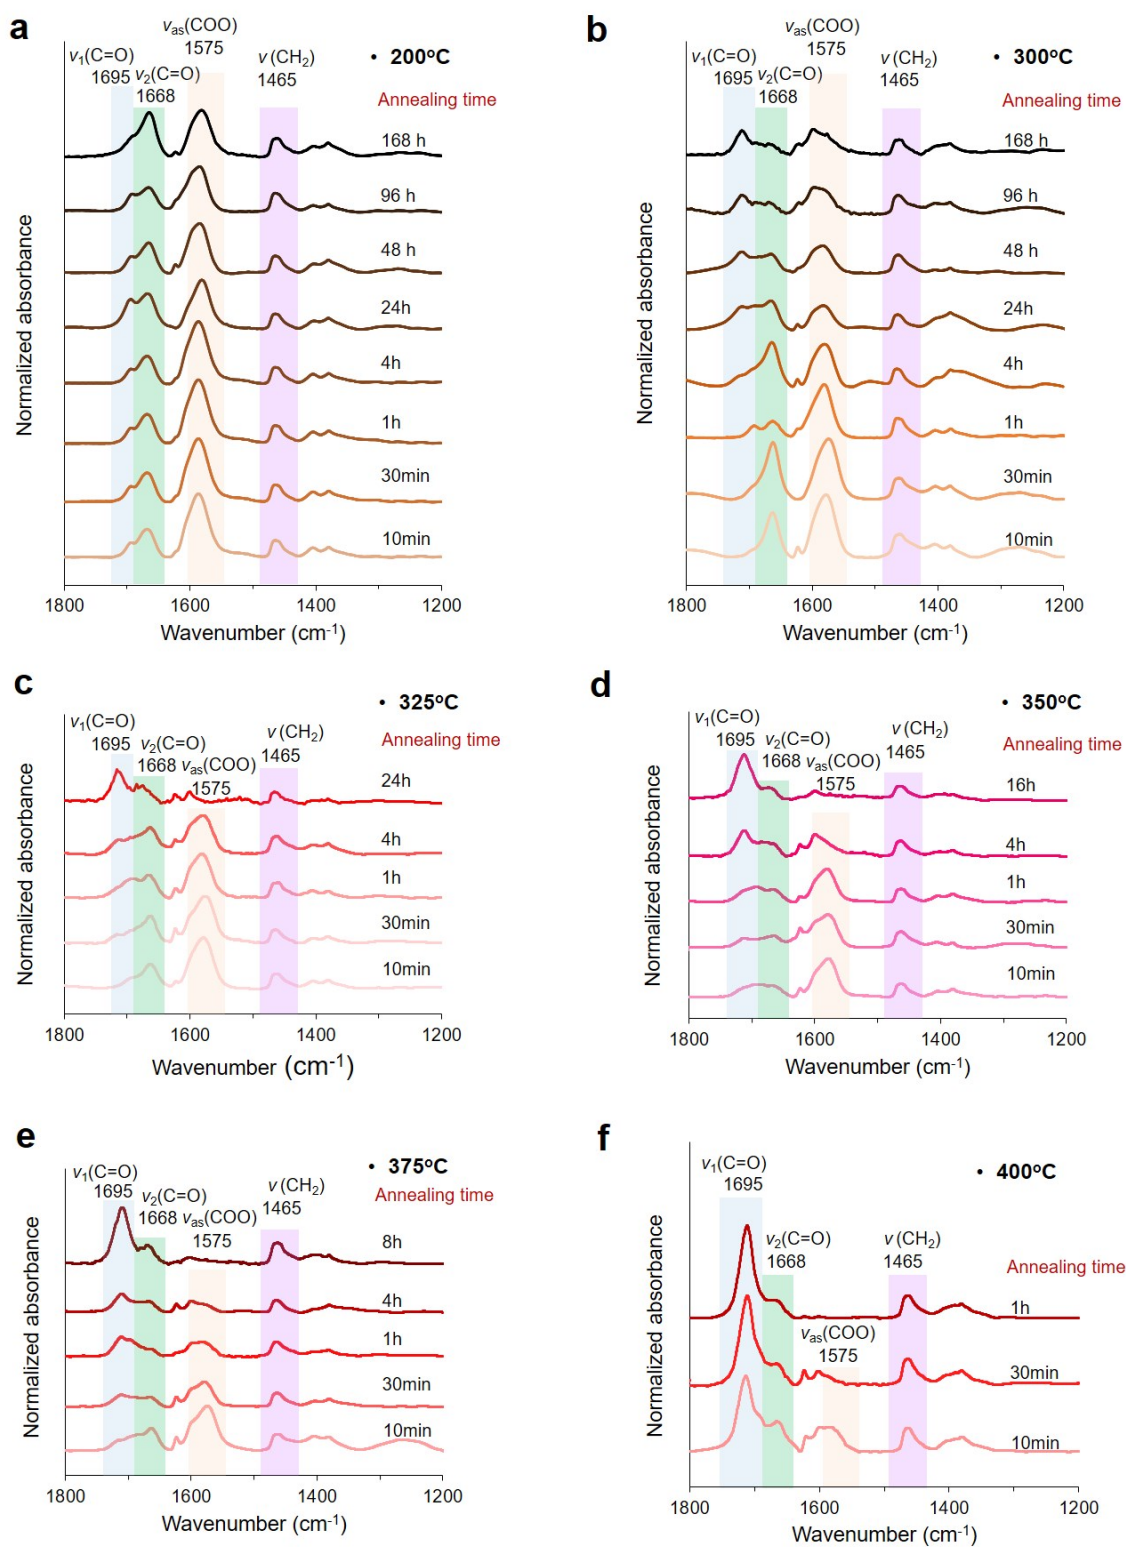 a
νas(COO)
1575
ν1(C=O)
1695
ν2(C=O)
1668
ν (CH2)
1465
• 200oC
Annealing time
168 h
96 h
48 h
24h
4h
1h
30min
10min
Normalized absorbance
1800 1600 1400 1200
Wavenumber (cm-1)
b
νas(COO)
1575
ν1(C=O)
1695
ν2(C=O)
1668
ν (CH2)
1465
• 300oC
Annealing time
168 h
96 h
48 h
24h
4h
1h
30min
10min
Normalized absorbance
1800 1600 1400 1200
Wavenumber (cm-1)
c
ν1(C=O)
1695
ν2(C=O)
1668
νas(COO)
1575
ν (CH2)
1465
• 325oC
Annealing time
24h
4h
1h
30min
10min
Normalized absorbance
1800 1600 1400 1200
Wavenumber (cm-1)
d
ν1(C=O)
1695
ν2(C=O)
1668
νas(COO)
1575
ν (CH2)
1465
• 350oC
Annealing time
16h
4h
1h
30min
10min
Normalized absorbance
1800 1600 1400 1200
Wavenumber (cm-1)
e
ν1(C=O)
1695
ν2(C=O)
1668
νas(COO)
1575
ν (CH2)
1465
• 375oC
Annealing time
8h
4h
1h
30min
10min
Normalized absorbance
1800 1600 1400 1200
Wavenumber (cm-1)
f
ν1(C=O)
1695
ν2(C=O)
1668
νas(COO)
1575
ν (CH2)
1465
• 400oC
Annealing time
1h
30min
10min
Normalized absorbance
1800 1600 1400 1200
Wavenumber (cm-1)